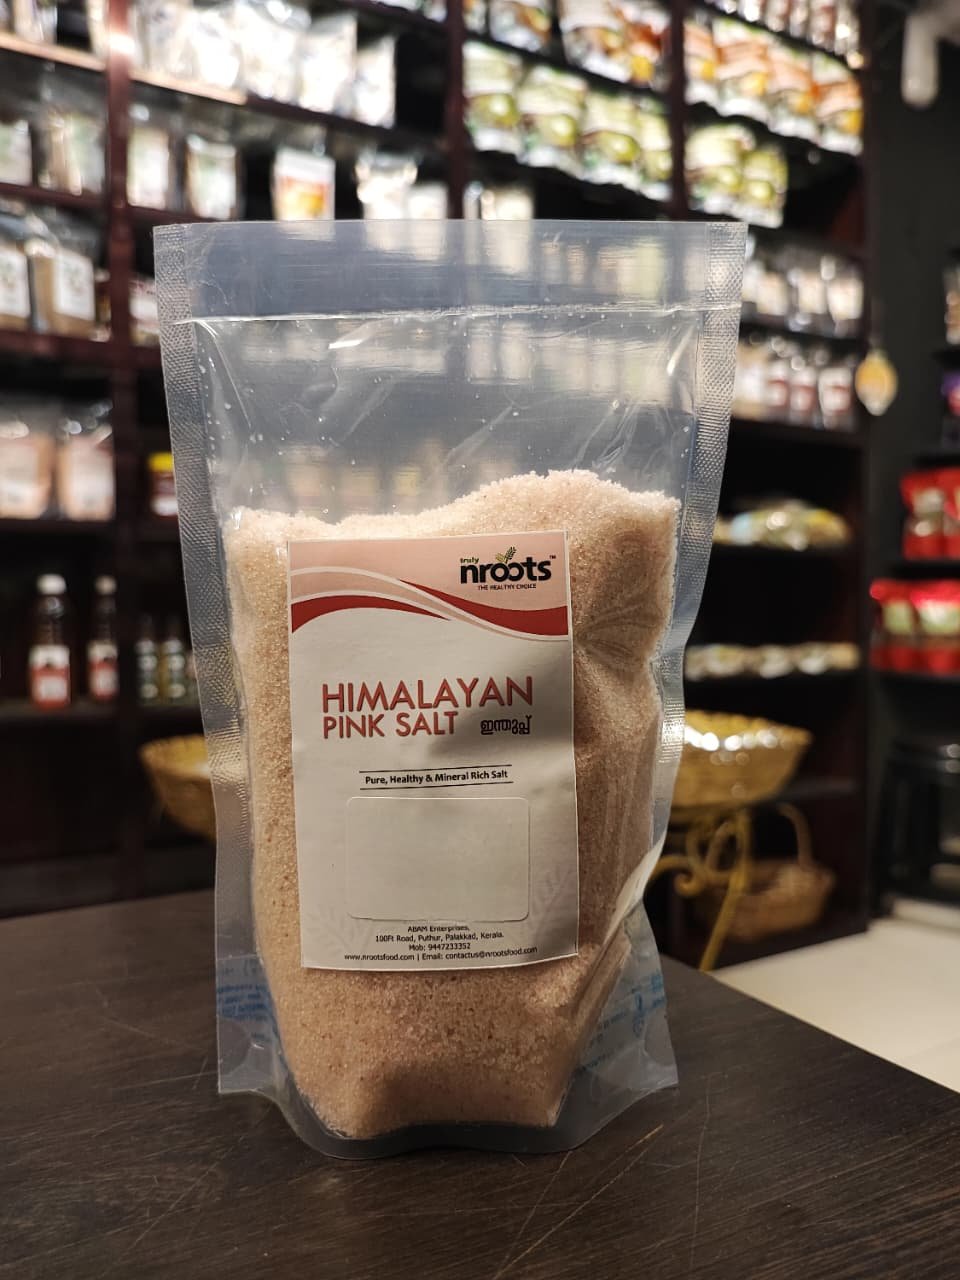 truly
nroots™
THE HEALTHY CHOICE
HIMALAYAN
PINK SALT ഇന്തുപ്പ്
Pure, Healthy & Mineral Rich Salt
ABAM Enterprises,
100Ft Road, Puthur, Palakkad, Kerala.
Mob: 9447233352
www.nrootsfood.com | Email: contactus@nrootsfood.com